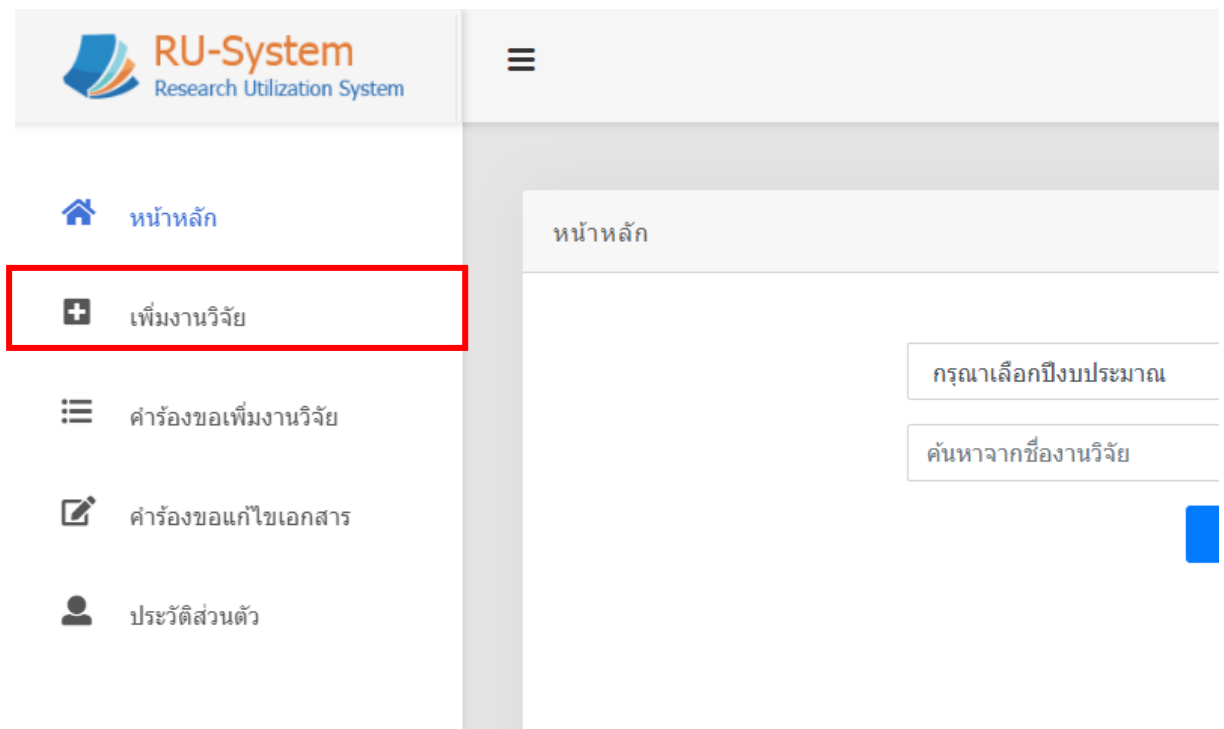 RU-System
Research Utilization System
หน้าหลัก
เพิ่มงานวิจัย
คำร้องขอเพิ่มงานวิจัย
คำร้องขอแก้ไขเอกสาร
ประวัติส่วนตัว
หน้าหลัก
กรุณาเลือกปีงบประมาณ
ค้นหาจากชื่องานวิจัย